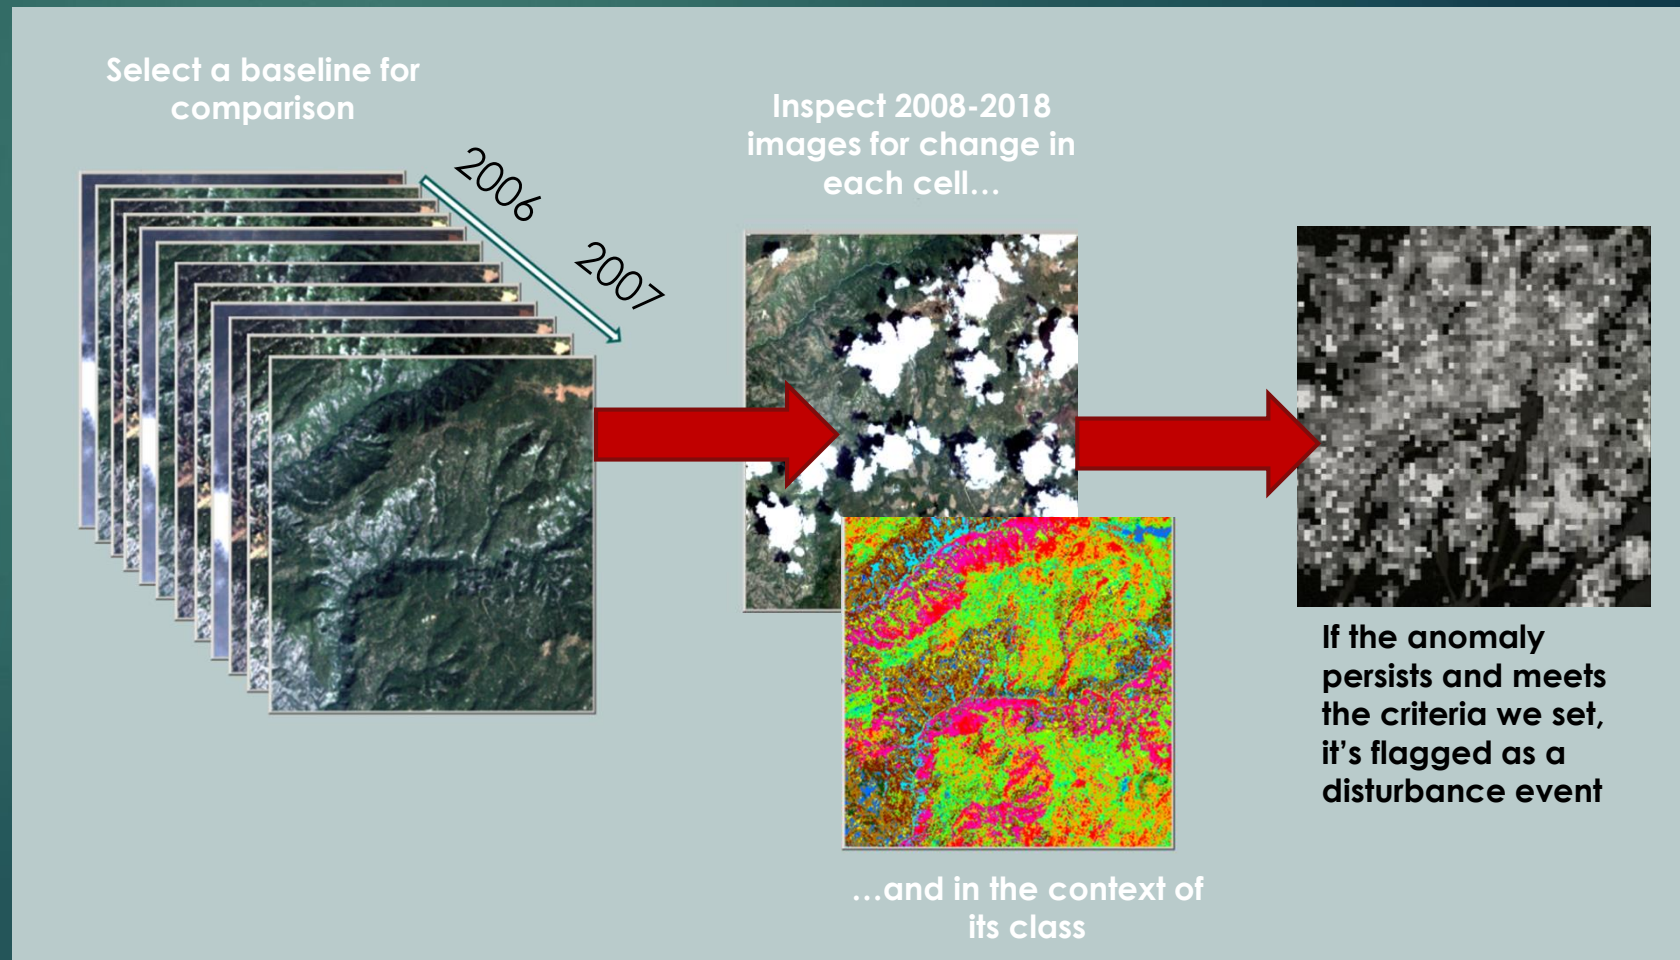 Select a baseline for
comparison
2006
2007
Inspect 2008-2018
images for change in
each cell…
…and in the context of
its class
If the anomaly
persists and meets
the criteria we set,
it’s flagged as a
disturbance event